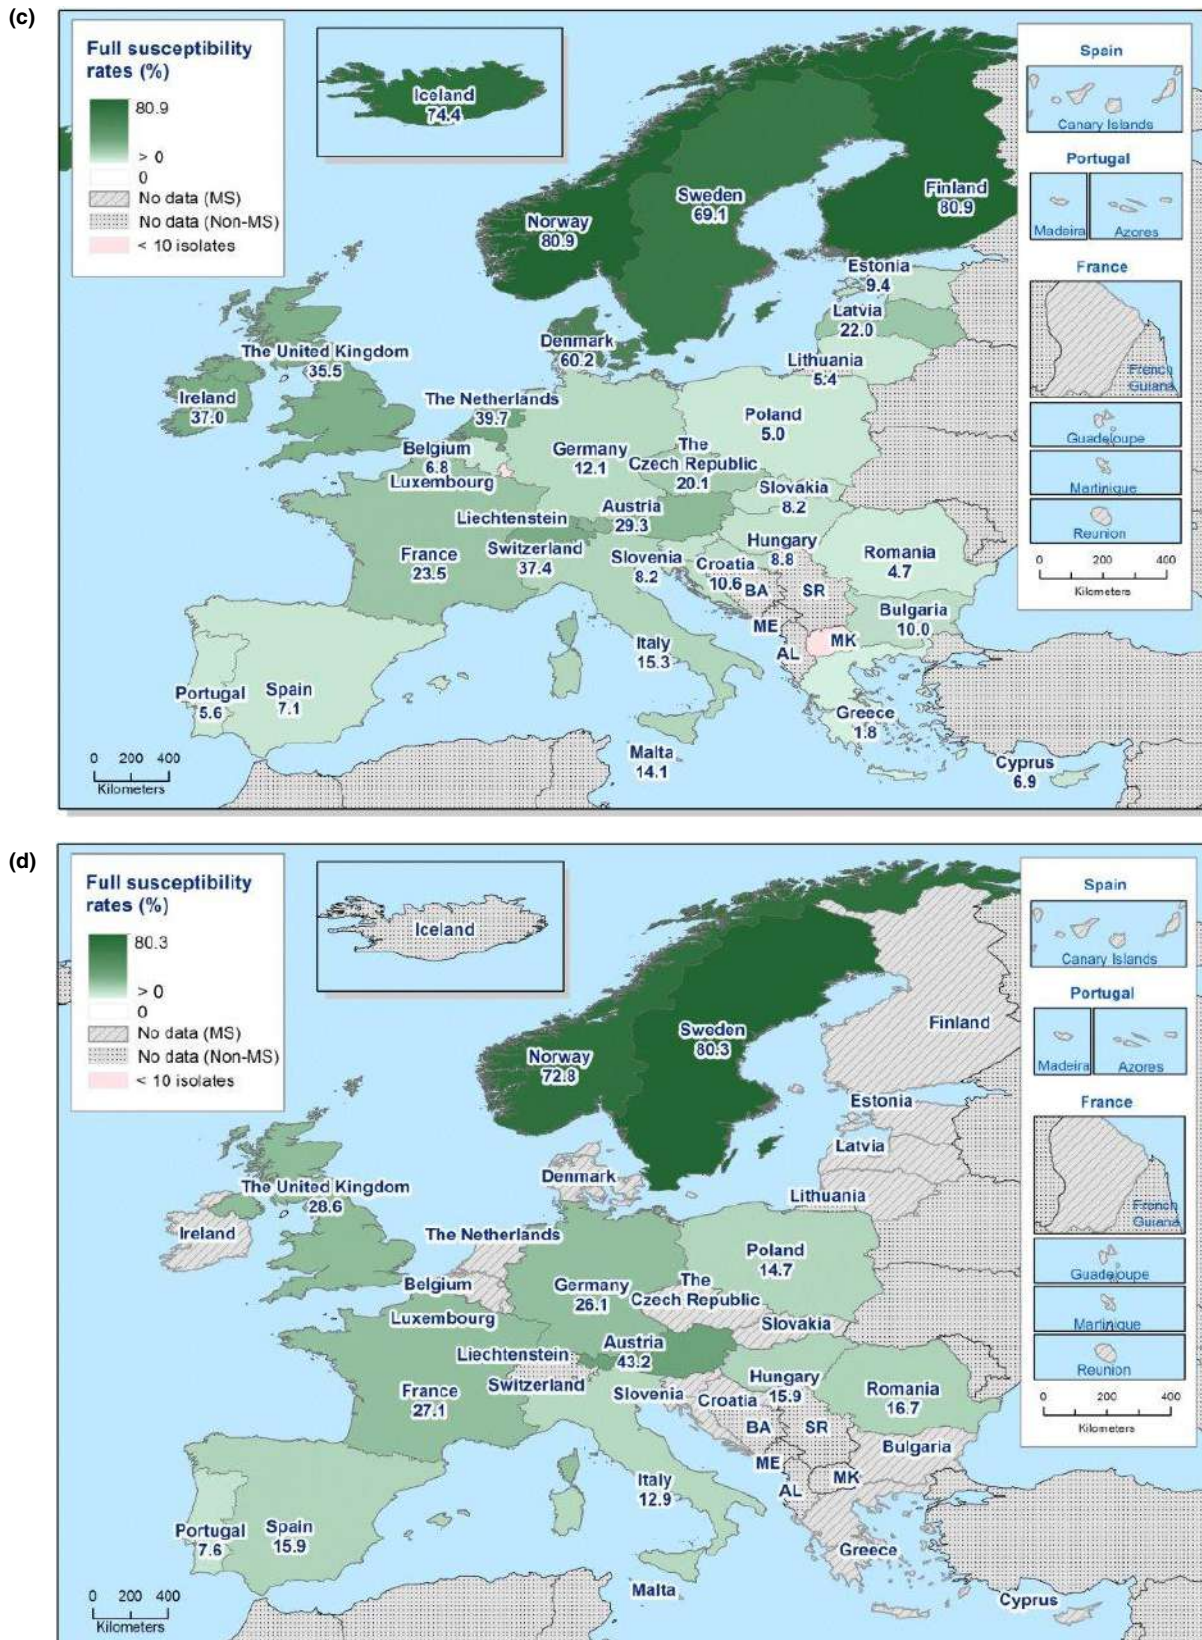 (c)
Full susceptibility
rates (%)
80.9
> 0
0
No data (MS)
No data (Non-MS)
< 10 isolates
Iceland
74.4
Norway
80.9
Sweden
69.1
Finland
80.9
Estonia
9.4
Latvia
22.0
Lithuania
5.4
Denmark
60.2
The United Kingdom
35.5
Ireland
37.0
The Netherlands
39.7
Belgium
6.8
Luxembourg
Germany
12.1
Poland
5.0
The
Czech Republic
20.1
Slovakia
8.2
Austria
29.3
Liechtenstein
Switzerland
37.4
France
23.5
Hungary
8.8
Slovenia
8.2
Croatia
10.6
Romania
4.7
BA
SR
Bulgaria
10.0
ME
MK
AL
Italy
15.3
Portugal
5.6
Spain
7.1
Greece
1.8
Malta
14.1
Cyprus
6.9
0 200 400
Kilometers
Spain
Canary Islands
Portugal
Madeira
Azores
France
French
Guiana
Guadeloupe
Martinique
Reunion
0 200 400
Kilometers
(d)
Full susceptibility
rates (%)
80.3
> 0
0
No data (MS)
No data (Non-MS)
< 10 isolates
Iceland
Norway
72.8
Sweden
80.3
Finland
Estonia
Latvia
Lithuania
Denmark
The United Kingdom
28.6
Ireland
The Netherlands
Belgium
Luxembourg
Germany
26.1
Poland
14.7
The
Czech Republic
Slovakia
Austria
43.2
Liechtenstein
Switzerland
France
27.1
Hungary
15.9
Slovenia
Croatia
Romania
16.7
BA
SR
Bulgaria
ME
MK
AL
Italy
12.9
Portugal
7.6
Spain
15.9
Greece
Malta
Cyprus
0 200 400
Kilometers
Spain
Canary Islands
Portugal
Madeira
Azores
France
French
Guiana
Guadeloupe
Martinique
Reunion
0 200 400
Kilometers